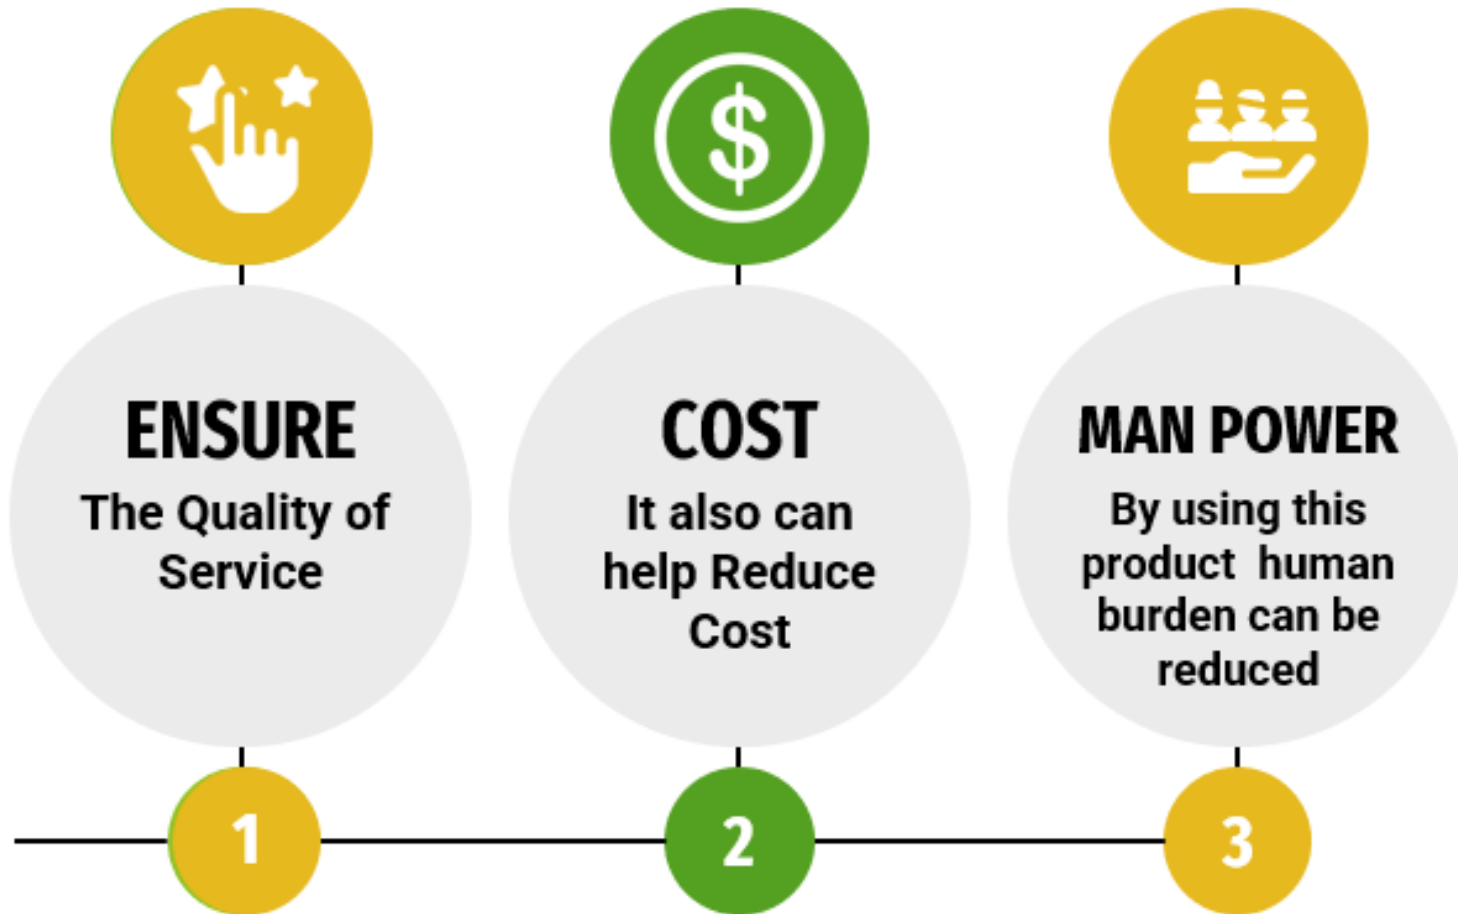 $
ENSURE
The Quality of
Service
1
COST
It also can
help Reduce
Cost
2
MAN POWER
By using this
product  human
burden can be
reduced
3